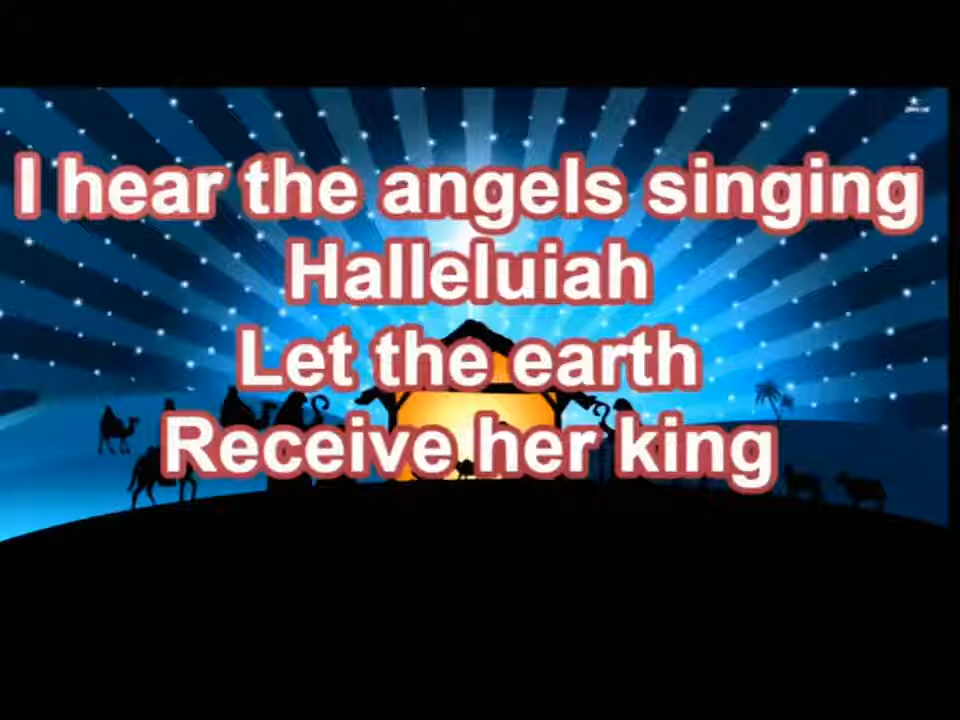 I hear the angels singing
Halleluiah
Let the earth
Receive her king